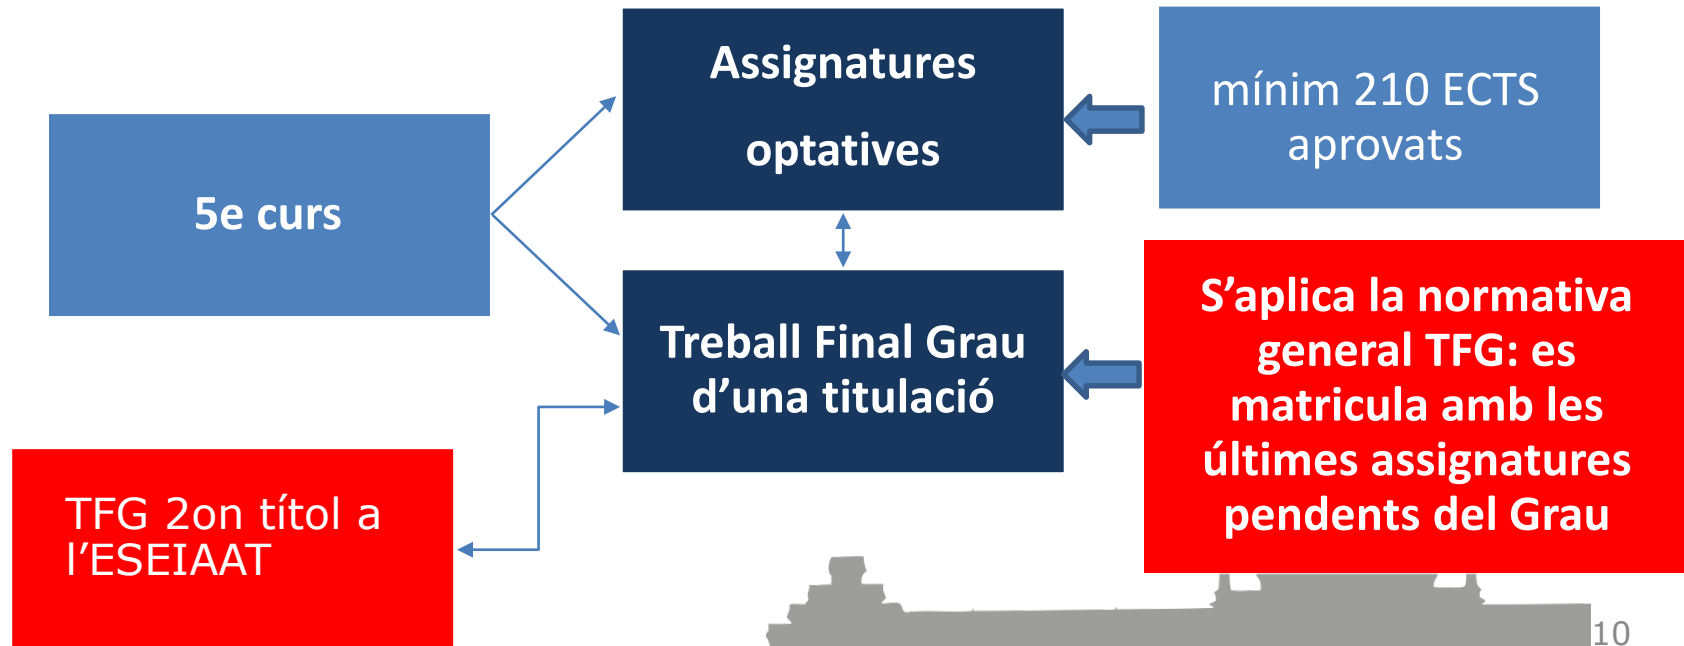 Assignatures
optatives
mínim 210 ECTS
aprovats
5e curs
Treball Final Grau
d’una titulació
S’aplica la normativa
general TFG: es
matricula amb les
últimes assignatures
pendents del Grau
TFG 2on títol a
l’ESEIAAT
10